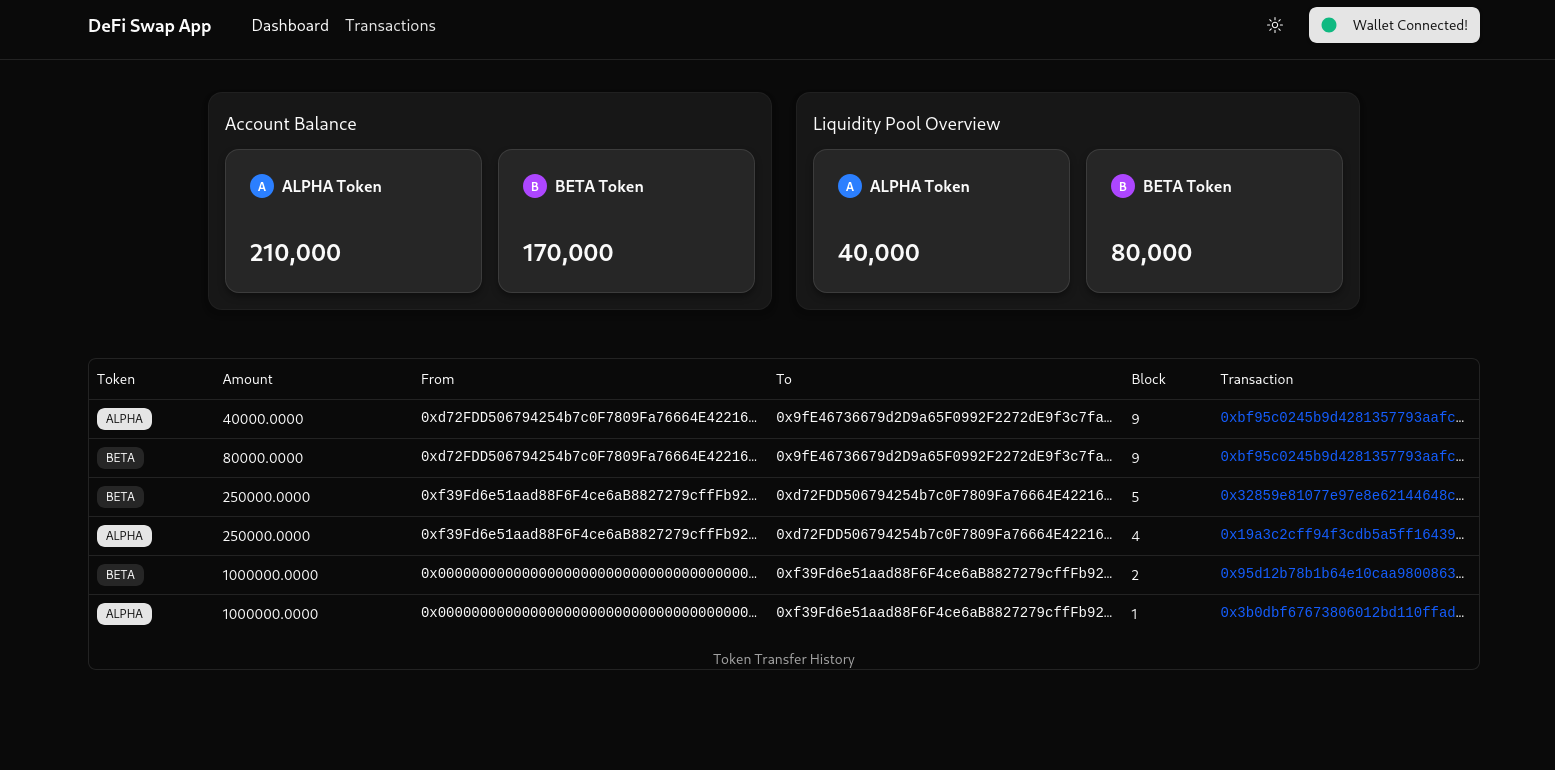 DeFi Swap App Dashboard Transactions Wallet Connected!
Account Balance
A ALPHA Token
210,000
B BETA Token
170,000
Liquidity Pool Overview
A ALPHA Token
40,000
B BETA Token
80,000
Token Amount From To Block Transaction
ALPHA 40000.0000 0xd72FDD506794254b7c0F7809Fa76664E42216… 0x9fE46736679d2D9a65F0992F2272dE9f3c7fa… 9 0xbf95c0245b9d4281357793aafc…
BETA 80000.0000 0xd72FDD506794254b7c0F7809Fa76664E42216… 0x9fE46736679d2D9a65F0992F2272dE9f3c7fa… 9 0xbf95c0245b9d4281357793aafc…
BETA 250000.0000 0xf39Fd6e51aad88F6F4ce6aB8827279cffFb92… 0xd72FDD506794254b7c0F7809Fa76664E42216… 5 0x32859e81077e97e8e62144648c…
ALPHA 250000.0000 0xf39Fd6e51aad88F6F4ce6aB8827279cffFb92… 0xd72FDD506794254b7c0F7809Fa76664E42216… 4 0x19a3c2cff94f3cdb5a5ff16439…
BETA 1000000.0000 0x0000000000000000000000000000000000000… 0xf39Fd6e51aad88F6F4ce6aB8827279cffFb92… 2 0x95d12b78b1b64e10caa9800863…
ALPHA 1000000.0000 0x0000000000000000000000000000000000000… 0xf39Fd6e51aad88F6F4ce6aB8827279cffFb92… 1 0x3b0dbf67673806012bd110ffad…
Token Transfer History